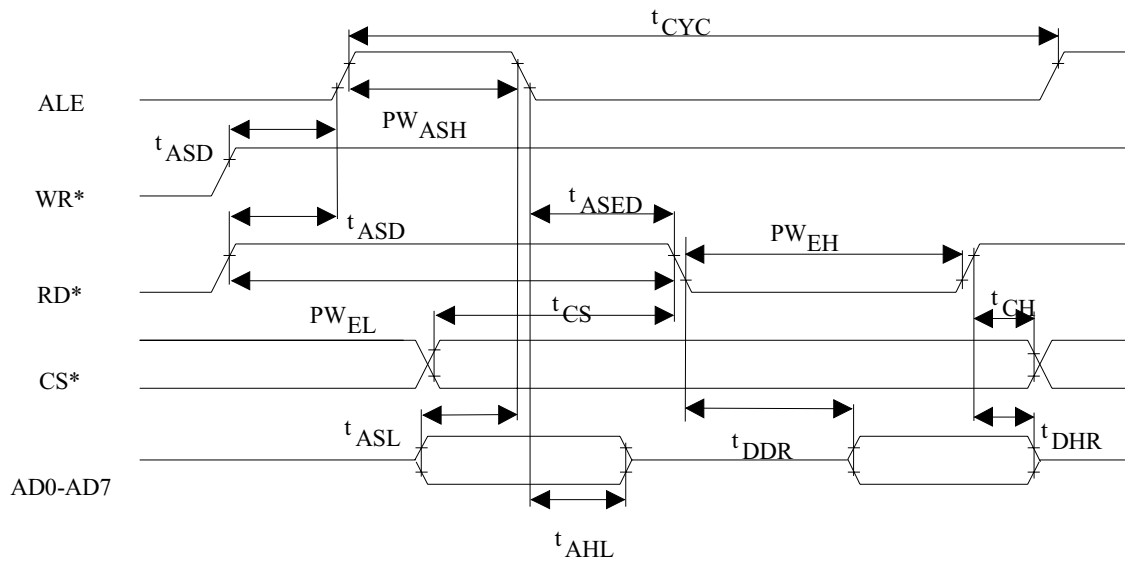 t CYC
ALE
PW ASH
t ASD
WR*
t ASED
t ASD
PW EH
RD*
t CS
t CH
PW EL
CS*
t ASL
t DDR
t DHR
AD0-AD7
t AHL